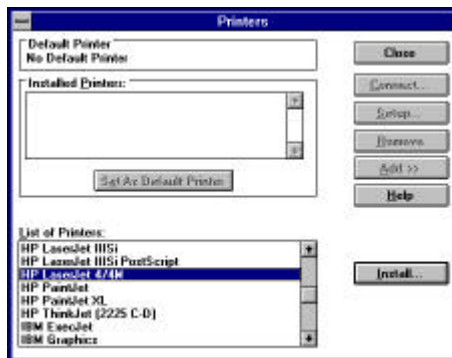 Printers
Default Printer
No Default Printer
Installed Printers:
Set As Default Printer
Close
Connect...
Setup...
Remove
Add >>
Help
List of Printers:
HP LaserJet IIISi
HP LaserJet IIISi PostScript
HP LaserJet 4/4M
HP PaintJet
HP PaintJet XL
HP ThinkJet (2225 C-D)
IBM ExecJet
IBM Graphics
Install...